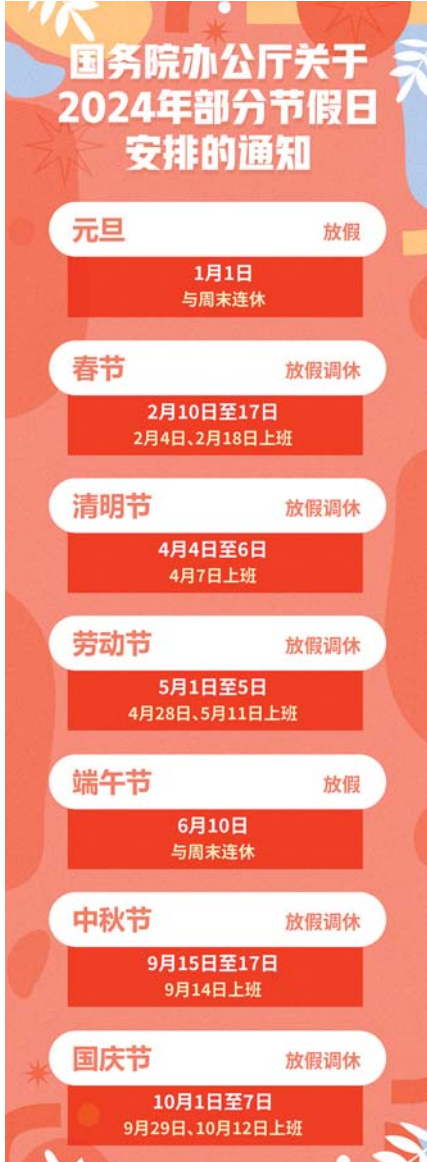 国务院办公厅关于
2024年部分节假日
安排的通知
元旦 放假
1月1日
与周末连休
春节 放假调休
2月10日至17日
2月4日、2月18日上班
清明节 放假调休
4月4日至6日
4月7日上班
劳动节 放假调休
5月1日至5日
4月28日、5月11日上班
端午节 放假
6月10日
与周末连休
中秋节 放假调休
9月15日至17日
9月14日上班
国庆节 放假调休
10月1日至7日
9月29日、10月12日上班